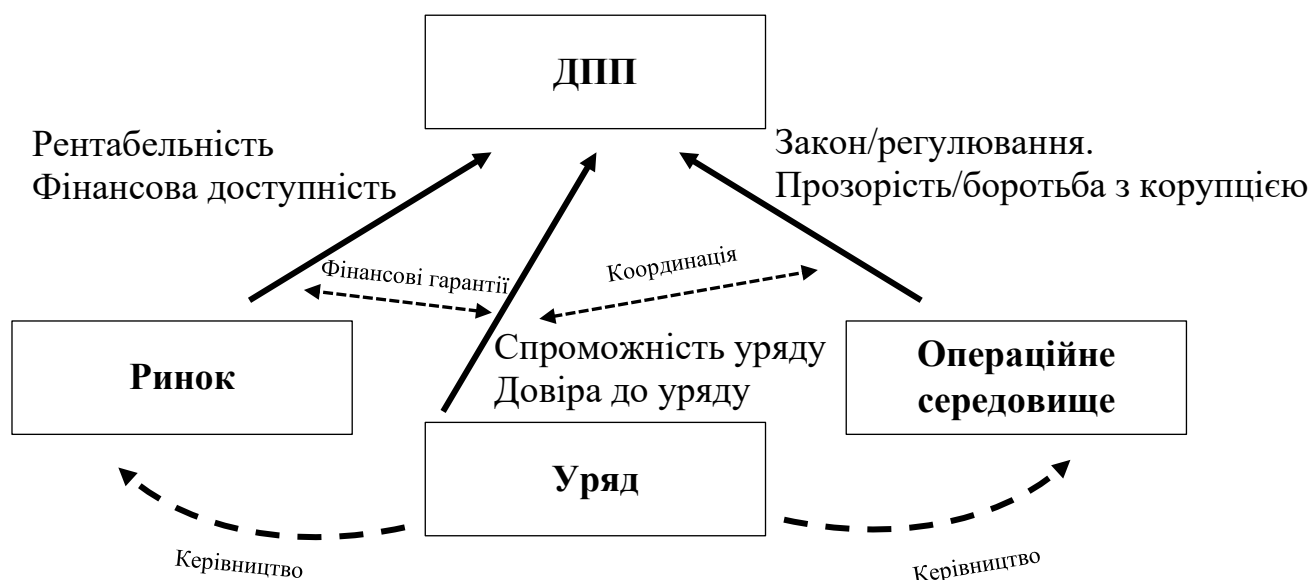 ДПП
Рентабельність
Фінансова доступність
Закон/регулювання.
Прозорість/боротьба з корупцією
Фінансові гарантії
Координація
Ринок
Спроможність уряду
Довіра до уряду
Операційне
середовище
Уряд
Керівництво
Керівництво